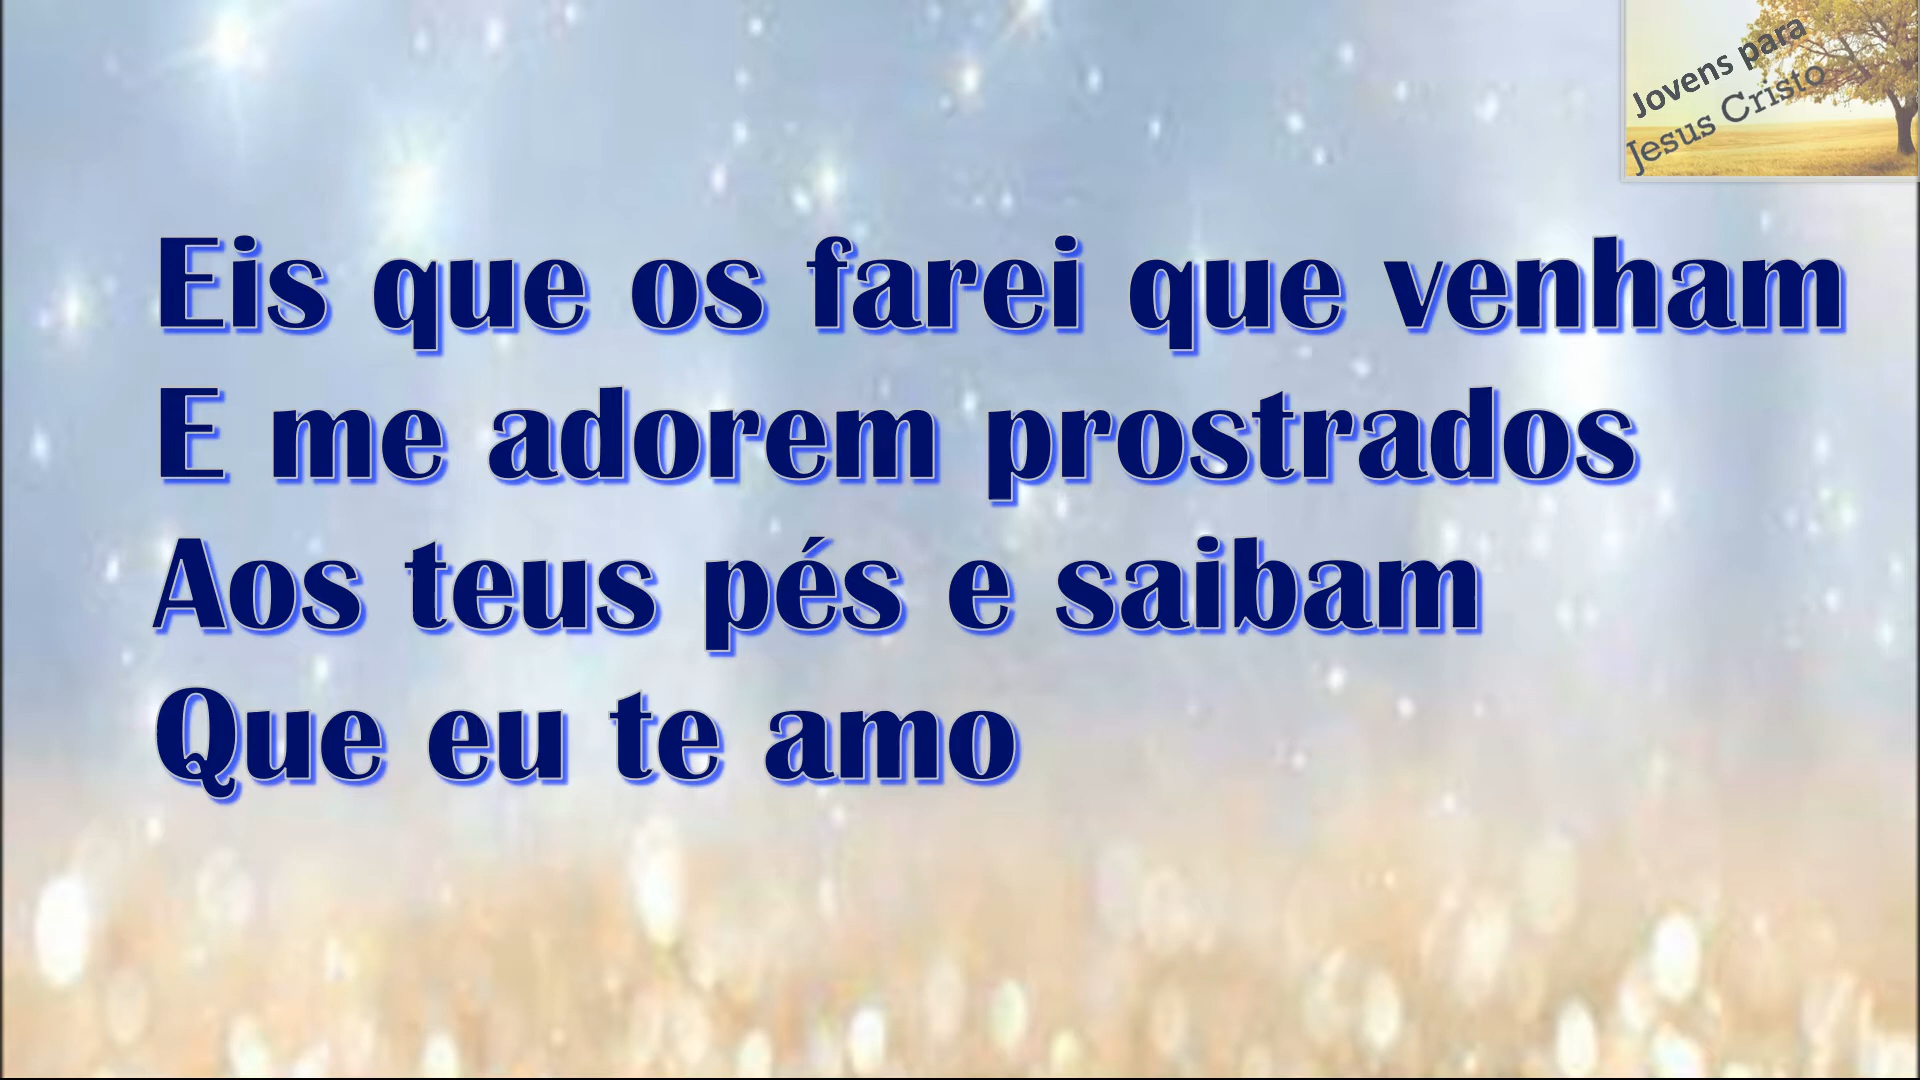 Jovens para
Jesus Cristo
Eis que os farei que venham
E me adorem prostrados
Aos teus pés e saibam
Que eu te amo